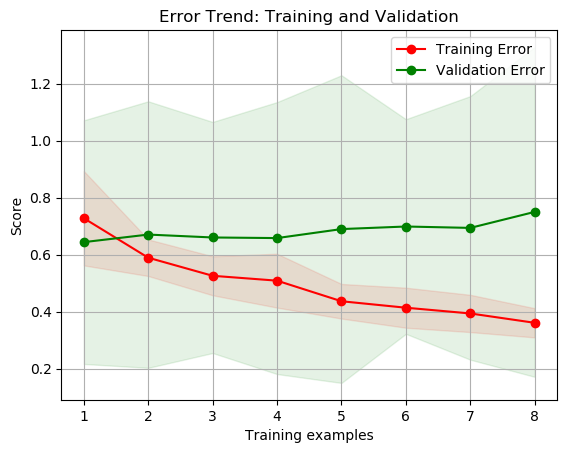 Error Trend: Training and Validation
Training Error
Validation Error
Score
1.2
1.0
0.8
0.6
0.4
0.2
1 2 3 4 5 6 7 8
Training examples